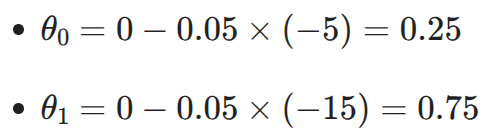 • θ₀ = 0 − 0.05 × (−5) = 0.25
• θ₁ = 0 − 0.05 × (−15) = 0.75